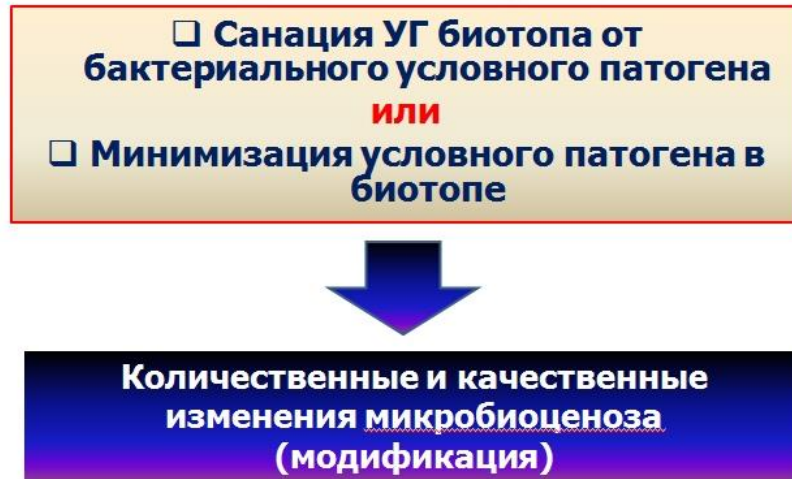 ❑ Санация УГ биотопа от
бактериального условного патогена
или
❑ Минимизация условного патогена в
биотопе
Количественные и качественные
изменения микробиоценоза
(модификация)